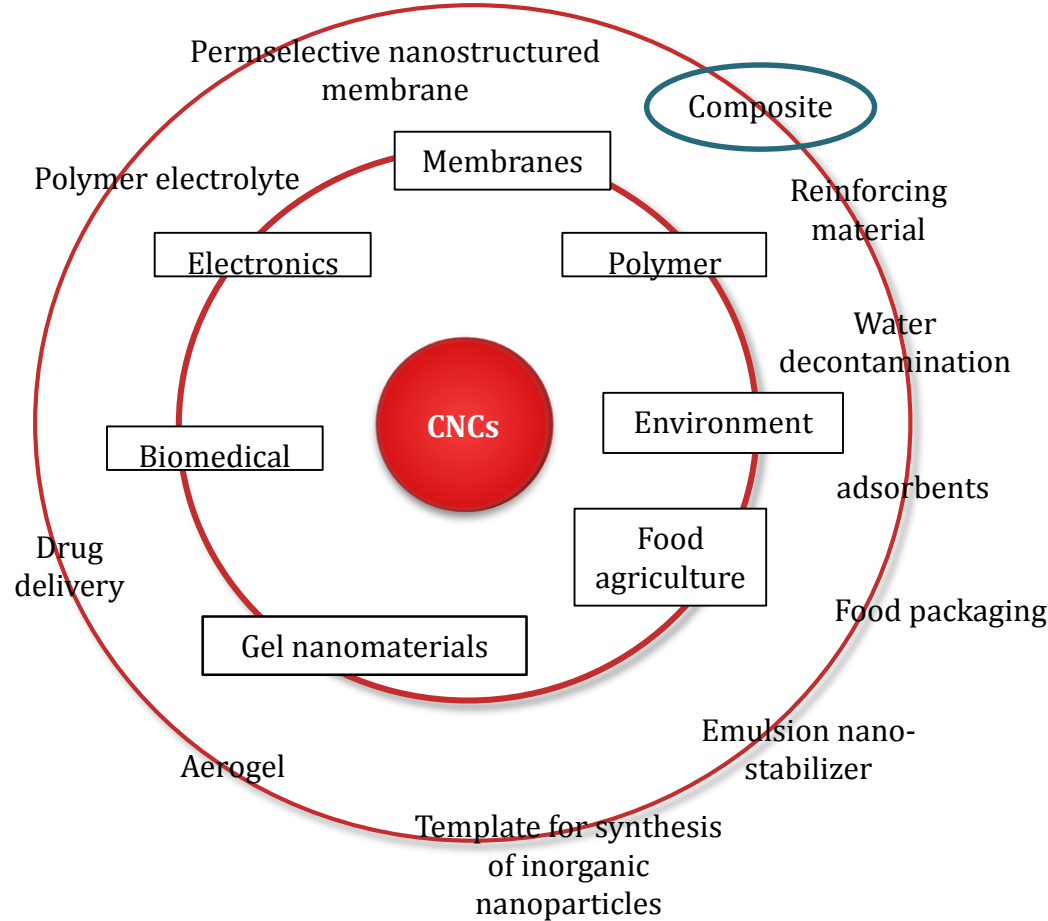 Permselective nanostructured
membrane
Composite
Membranes
Polymer electrolyte
Reinforcing
material
Electronics
Polymer
Water
decontamination
CNCs
Environment
Biomedical
adsorbents
Food
agriculture
Drug
delivery
Food packaging
Gel nanomaterials
Emulsion nano-
stabilizer
Aerogel
Template for synthesis
of inorganic
nanoparticles